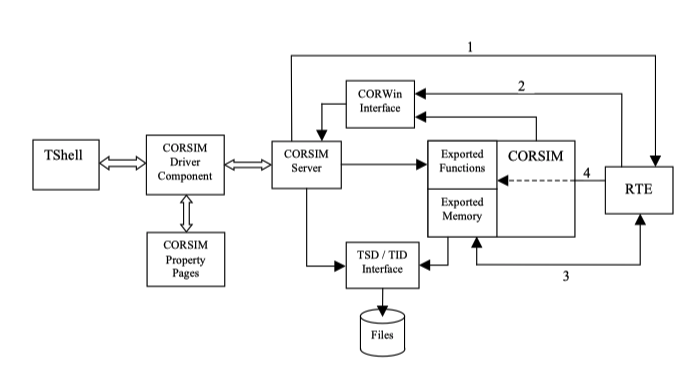 1
2
CORWin
Interface
TShell
CORSIM
Driver
Component
CORSIM
Server
Exported
Functions
CORSIM
4
RTE
Exported
Memory
CORSIM
Property
Pages
TSD / TID
Interface
3
Files